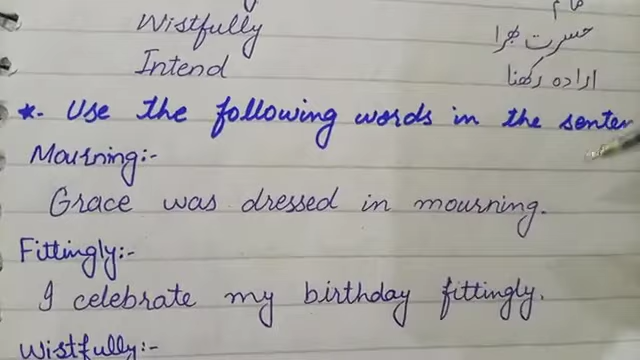 Wistfully حسرت بھرا
Intend ارادہ رکھنا
*. Use the following words in the senten
Mourning:-
Grace was dressed in mourning.
Fittingly:-
I celebrate my birthday fittingly.
Wistfully:-